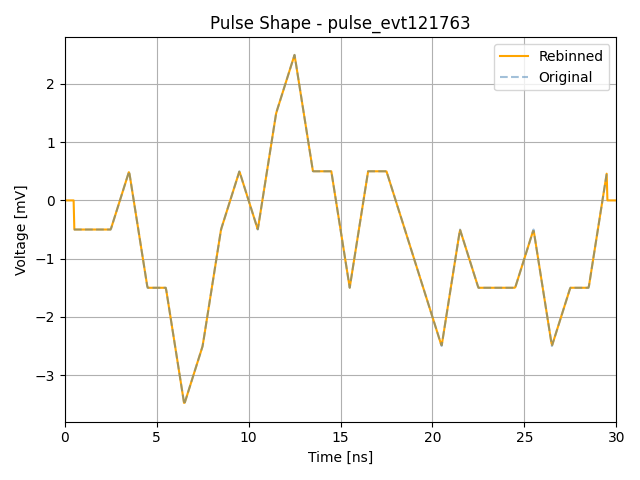 Pulse Shape - pulse_evt121763
Rebinned
Original
Voltage [mV]
2
1
0
−1
−2
−3
0 5 10 15 20 25 30
Time [ns]